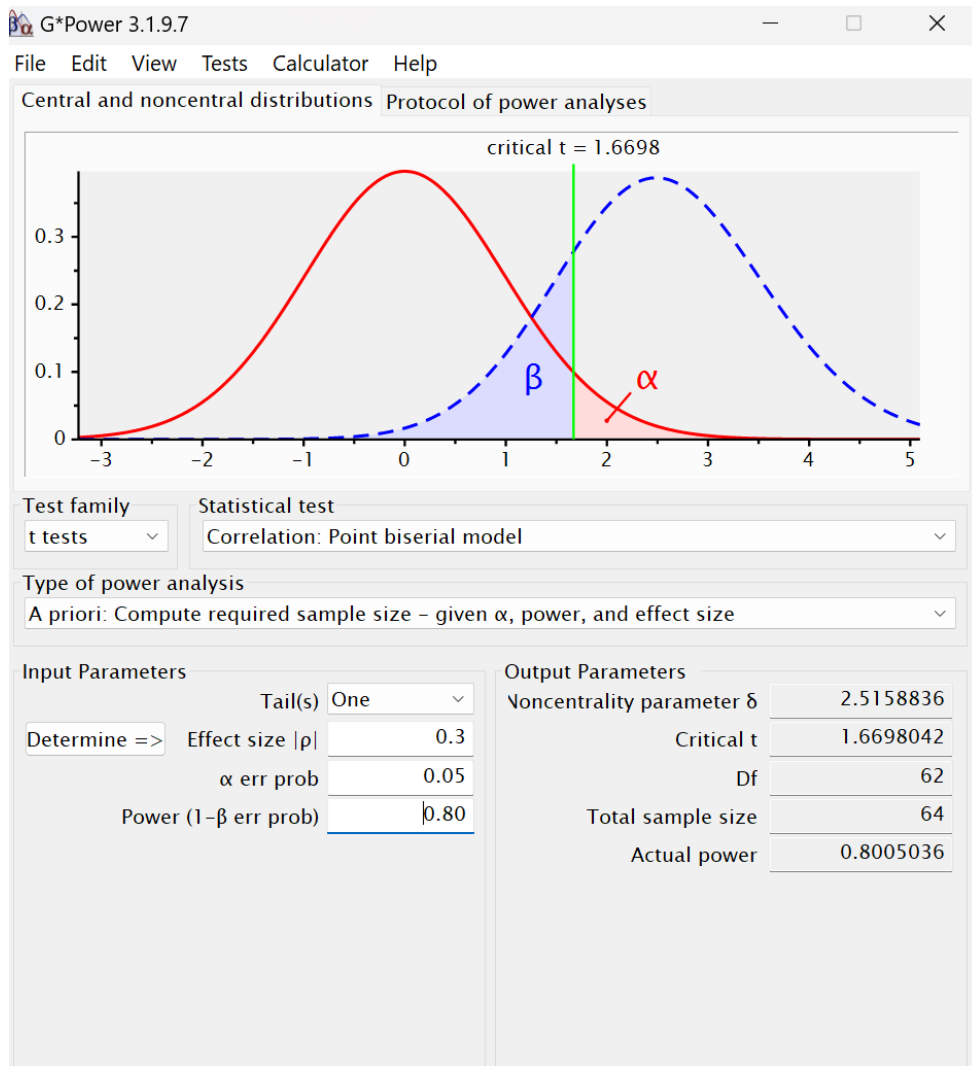 G*Power 3.1.9.7
File Edit View Tests Calculator Help
Central and noncentral distributions Protocol of power analyses
critical t = 1.6698
0.3
0.2
0.1
0
β
α
-3 -2 -1 0 1 2 3 4 5
Test family Statistical test
t tests Correlation: Point biserial model
Type of power analysis
A priori: Compute required sample size – given α, power, and effect size
Input Parameters Output Parameters
Tail(s) One Noncentrality parameter δ 2.5158836
Determine => Effect size |ρ| 0.3 Critical t 1.6698042
α err prob 0.05 Df 62
Power (1-β err prob) 0.80 Total sample size 64
Actual power 0.8005036